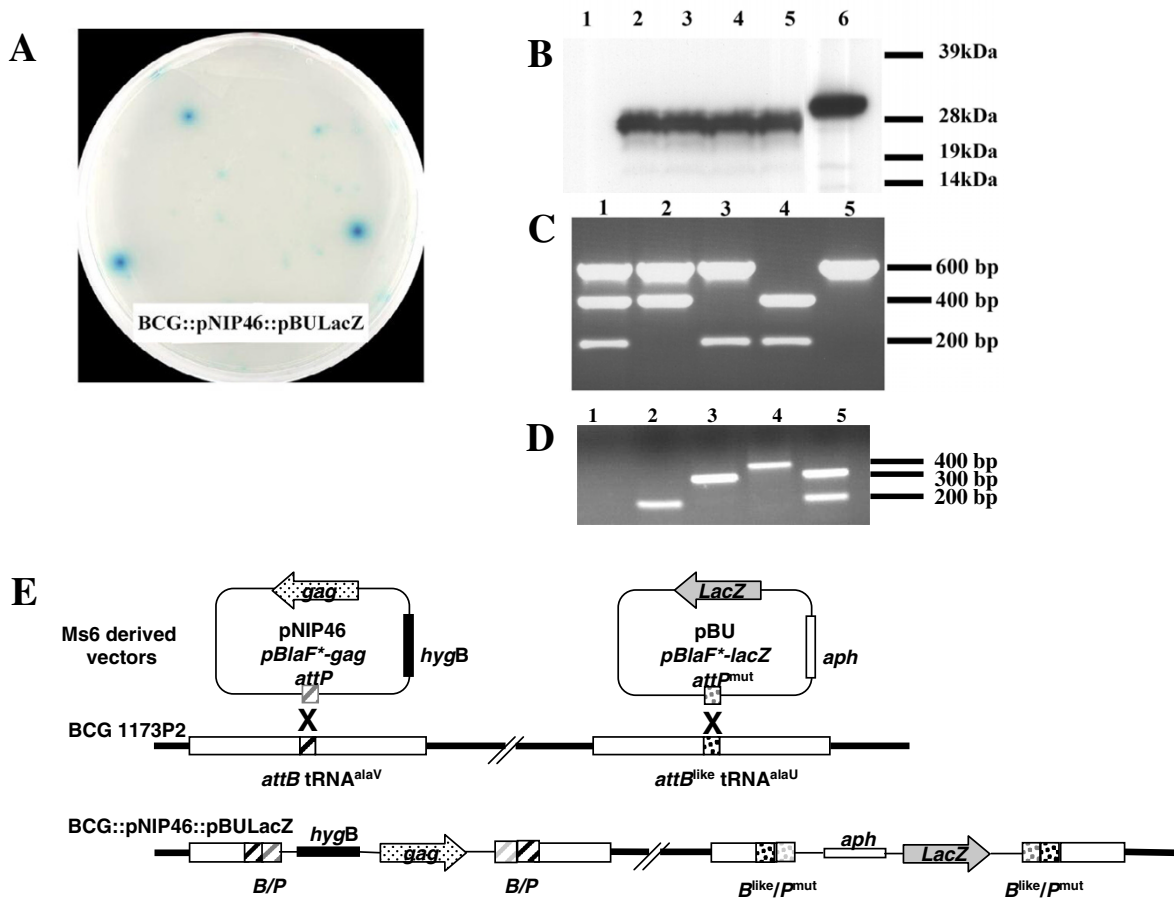 A
BCG::pNIP46::pBULacZ
B
1 2 3 4 5 6
39kDa
28kDa
19kDa
14kDa
C
1 2 3 4 5
600 bp
400 bp
200 bp
D
1 2 3 4 5
400 bp
300 bp
200 bp
E
Ms6 derived
vectors
gag
pNIP46
pBlaF*-gag
attP
hygB
LacZ
pBU
pBlaF*-lacZ
attPmut
aph
X
X
BCG 1173P2
attB tRNAalaV
attBlike tRNAalaU
BCG::pNIP46::pBULacZ
hygB
gag
aph
LacZ
B/P
B/P
Blike/Pmut
Blike/Pmut